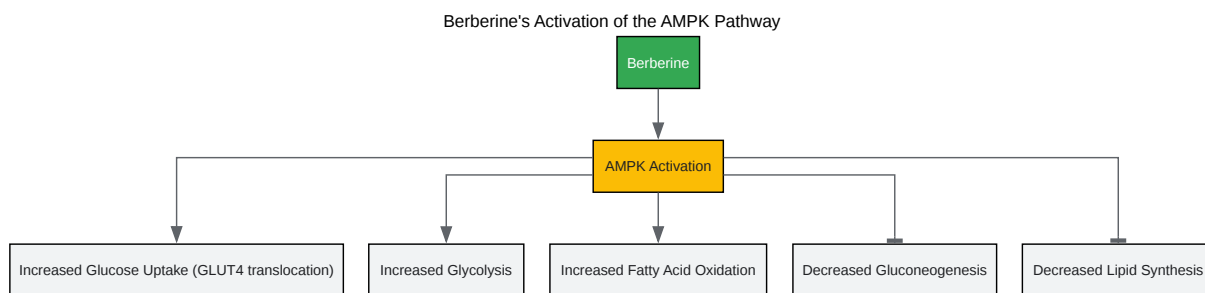 Berberine's Activation of the AMPK Pathway
Berberine
AMPK Activation
Increased Glucose Uptake (GLUT4 translocation)
Increased Glycolysis
Increased Fatty Acid Oxidation
Decreased Gluconeogenesis
Decreased Lipid Synthesis